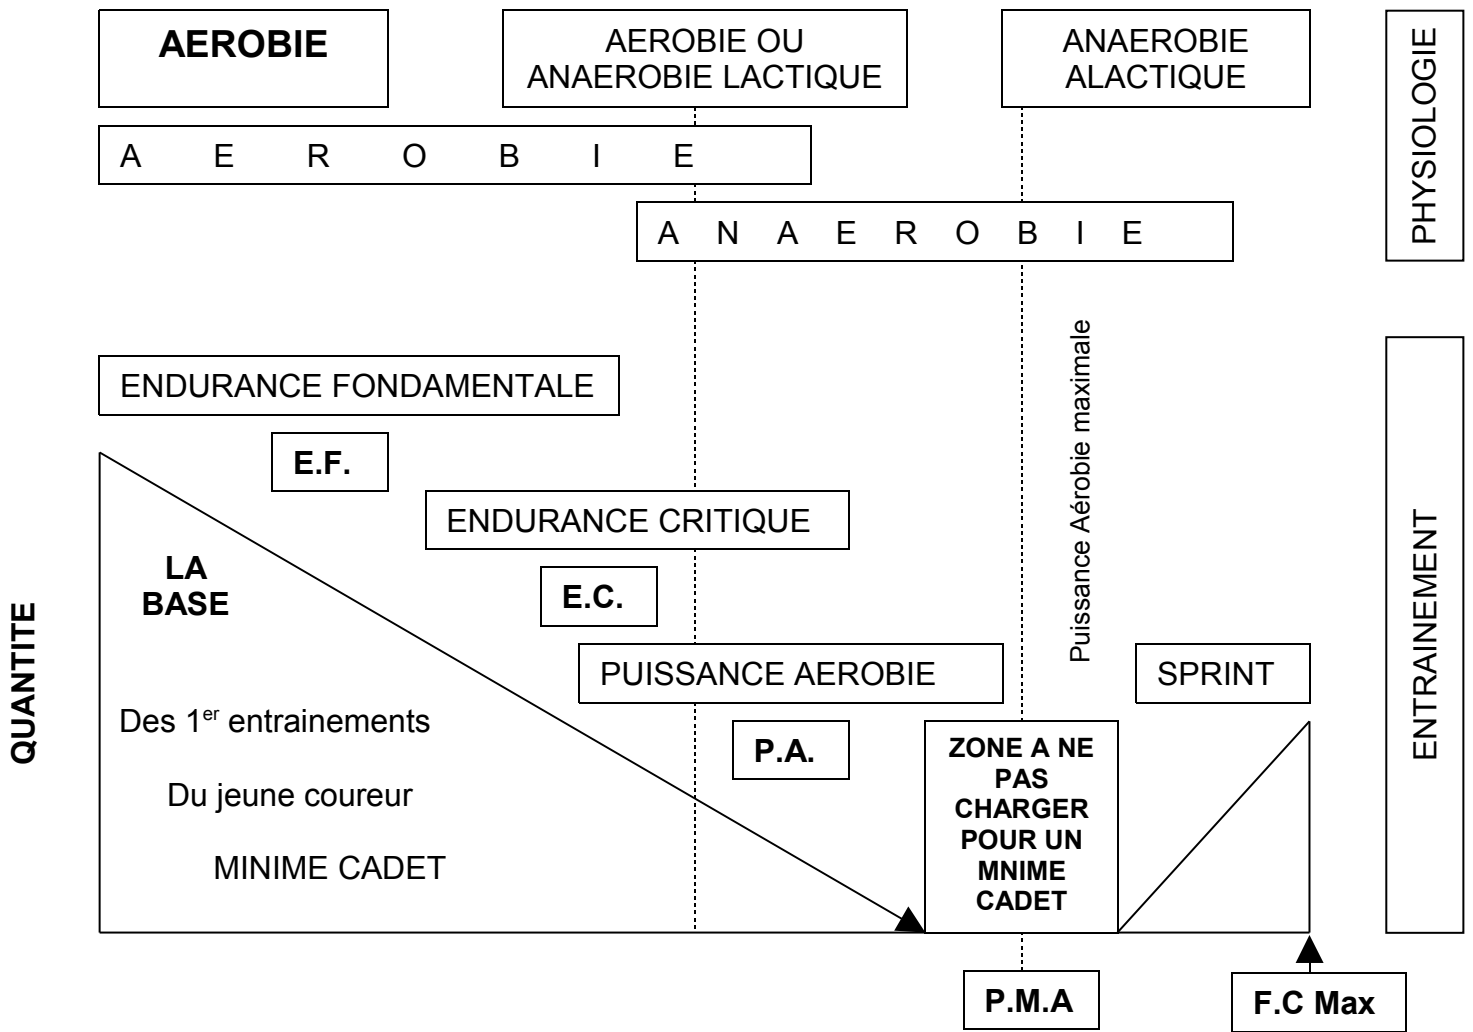 AEROBIE
AEROBIE OU
ANAEROBIE LACTIQUE
ANAEROBIE
ALACTIQUE
PHYSIOLOGIE
A E R O B I E
A N A E R O B I E
Puissance Aérobie maximale
ENDURANCE FONDAMENTALE
E.F.
ENDURANCE CRITIQUE
E.C.
LA
BASE
PUISSANCE AEROBIE
SPRINT
ENTRAINEMENT
QUANTITE
Des 1er entrainements
Du jeune coureur
MINIME CADET
P.A.
ZONE A NE
PAS
CHARGER
POUR UN
MNIME
CADET
P.M.A
F.C Max